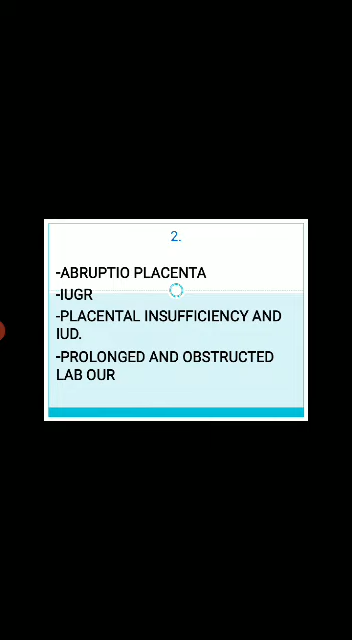 2.
-ABRUPTIO PLACENTA
-IUGR
-PLACENTAL INSUFFICIENCY AND
IUD.
-PROLONGED AND OBSTRUCTED
LAB OUR